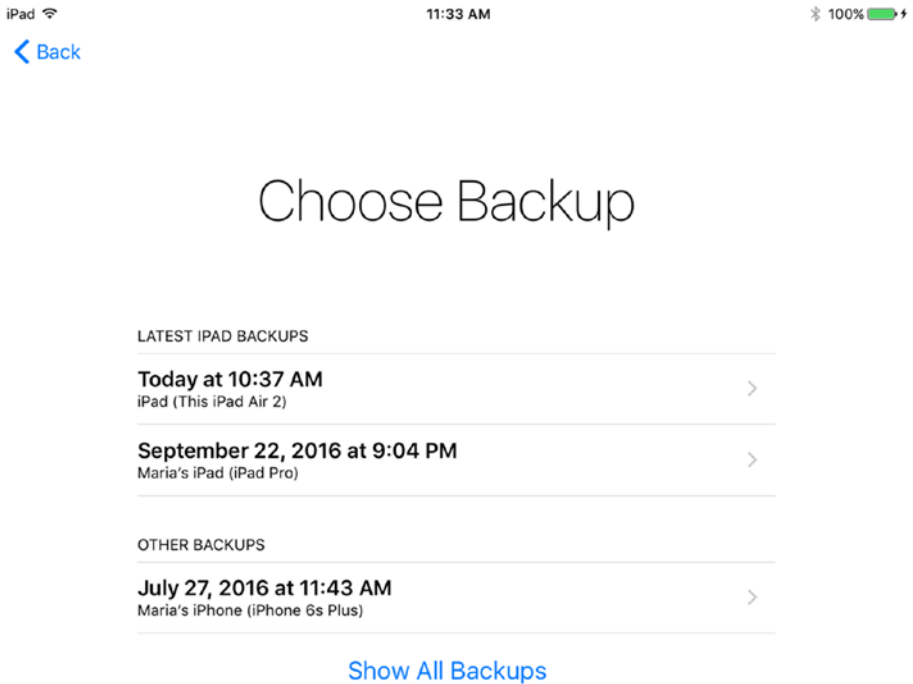 iPad
11:33 AM
100%
Back
Choose Backup
LATEST IPAD BACKUPS
Today at 10:37 AM
iPad (This iPad Air 2)
September 22, 2016 at 9:04 PM
Maria's iPad (iPad Pro)
OTHER BACKUPS
July 27, 2016 at 11:43 AM
Maria's iPhone (iPhone 6s Plus)
Show All Backups